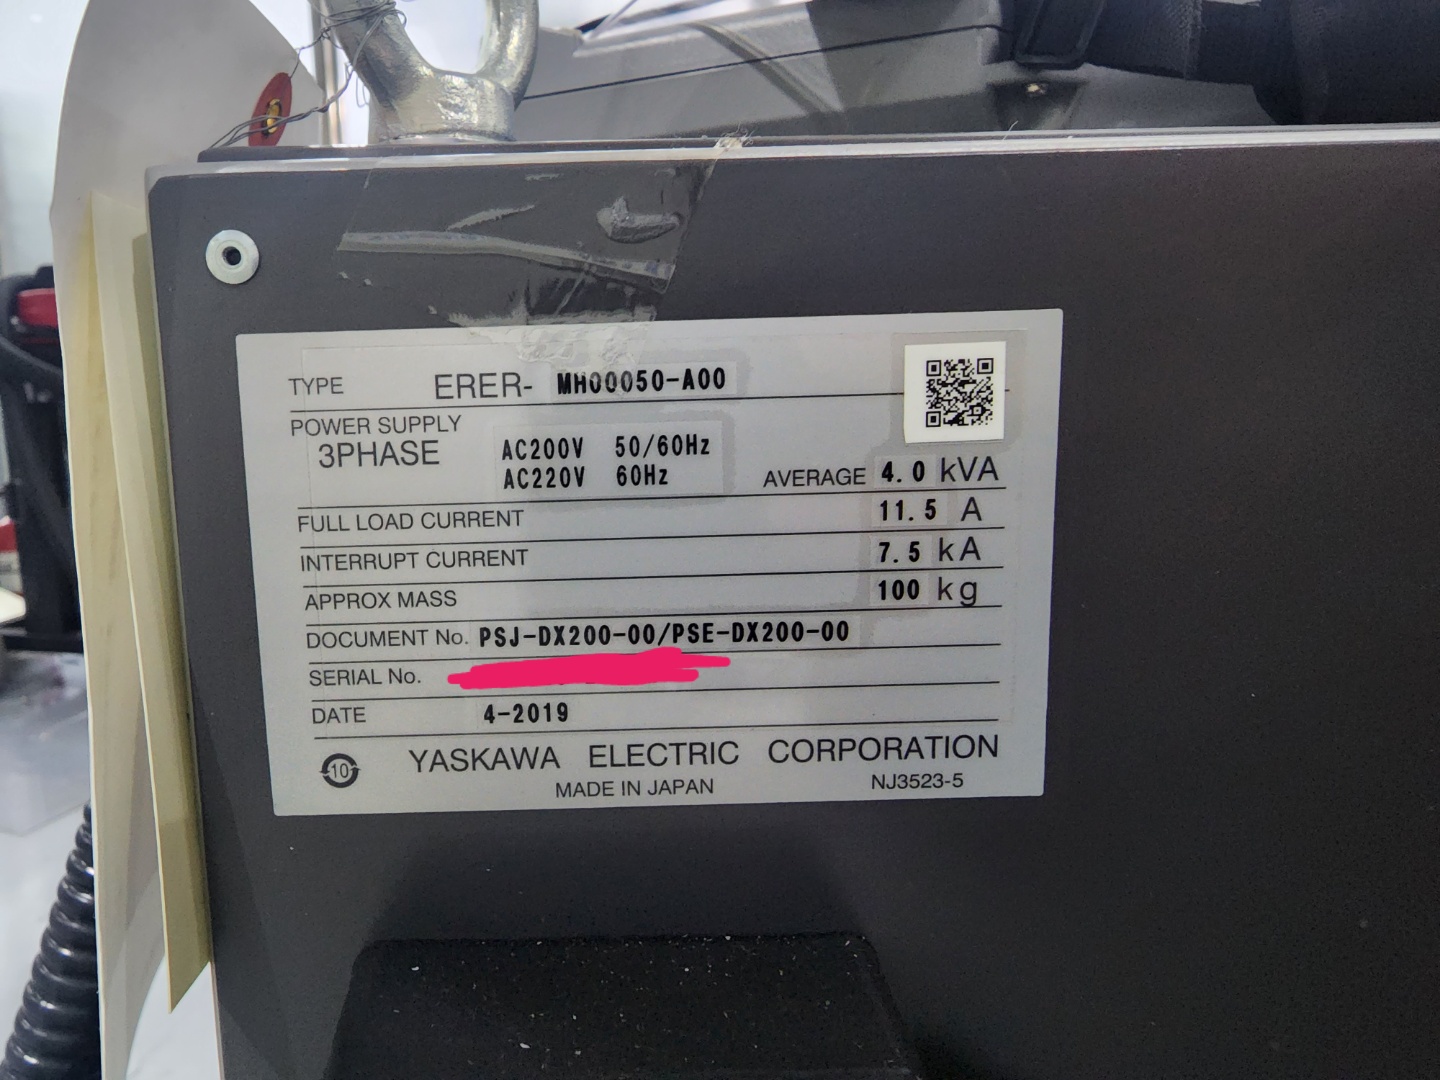 TYPE ERER- MH00050-A00
POWER SUPPLY
3PHASE AC200V 50/60Hz
AC220V 60Hz AVERAGE 4.0 kVA
FULL LOAD CURRENT 11.5 A
INTERRUPT CURRENT 7.5 kA
APPROX MASS 100 kg
DOCUMENT No. PSJ-DX200-00/PSE-DX200-00
SERIAL No.
DATE 4-2019
10 YASKAWA ELECTRIC CORPORATION
MADE IN JAPAN NJ3523-5